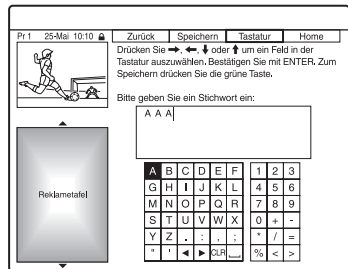 Pr 1 25-Mai 10:10
Zurück Speichern Tastatur Home
Drücken Sie ➡, ⬅, ⬇ oder ⬆ um ein Feld in der
Tastatur auszuwählen. Bestätigen Sie mit ENTER. Zum
Speichern drücken Sie die grüne Taste.
Bitte geben Sie ein Stichwort ein:
A A A
Reklametafel
A B C D E F 1 2 3
G H I J K L 4 5 6
M N O P Q R 7 8 9
S T U V W X 0 + -
Y Z . : , ; * / =
" ' ◀ ▶ CLR % < >